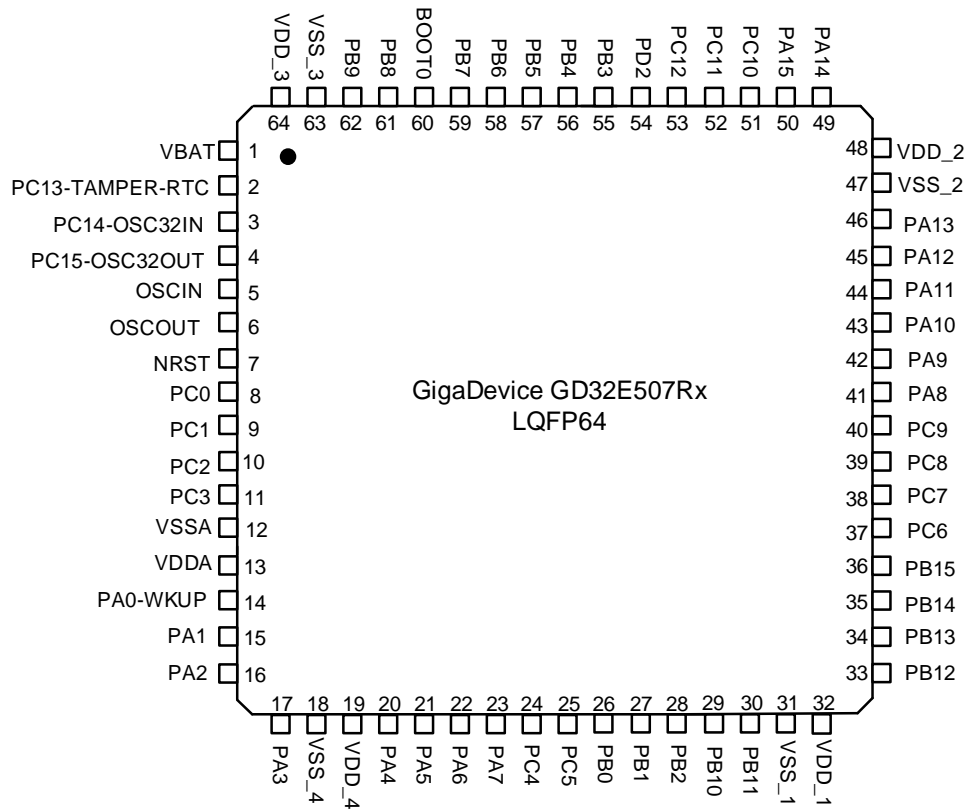 VDD_3 VSS_3 PB9 PB8 BOOT0 PB7 PB6 PB5 PB4 PB3 PD2 PC12 PC11 PC10 PA15 PA14
64 63 62 61 60 59 58 57 56 55 54 53 52 51 50 49
VBAT 1
PC13-TAMPER-RTC 2
PC14-OSC32IN 3
PC15-OSC32OUT 4
OSCIN 5
OSCOUT 6
NRST 7
PC0 8
PC1 9
PC2 10
PC3 11
VSSA 12
VDDA 13
PA0-WKUP 14
PA1 15
PA2 16
GigaDevice GD32E507Rx
LQFP64
48 VDD_2
47 VSS_2
46 PA13
45 PA12
44 PA11
43 PA10
42 PA9
41 PA8
40 PC9
39 PC8
38 PC7
37 PC6
36 PB15
35 PB14
34 PB13
33 PB12
17 18 19 20 21 22 23 24 25 26 27 28 29 30 31 32
PA3 VSS_4 VDD_4 PA4 PA5 PA6 PA7 PC4 PC5 PB0 PB1 PB2 PB10 PB11 VSS_1 VDD_1